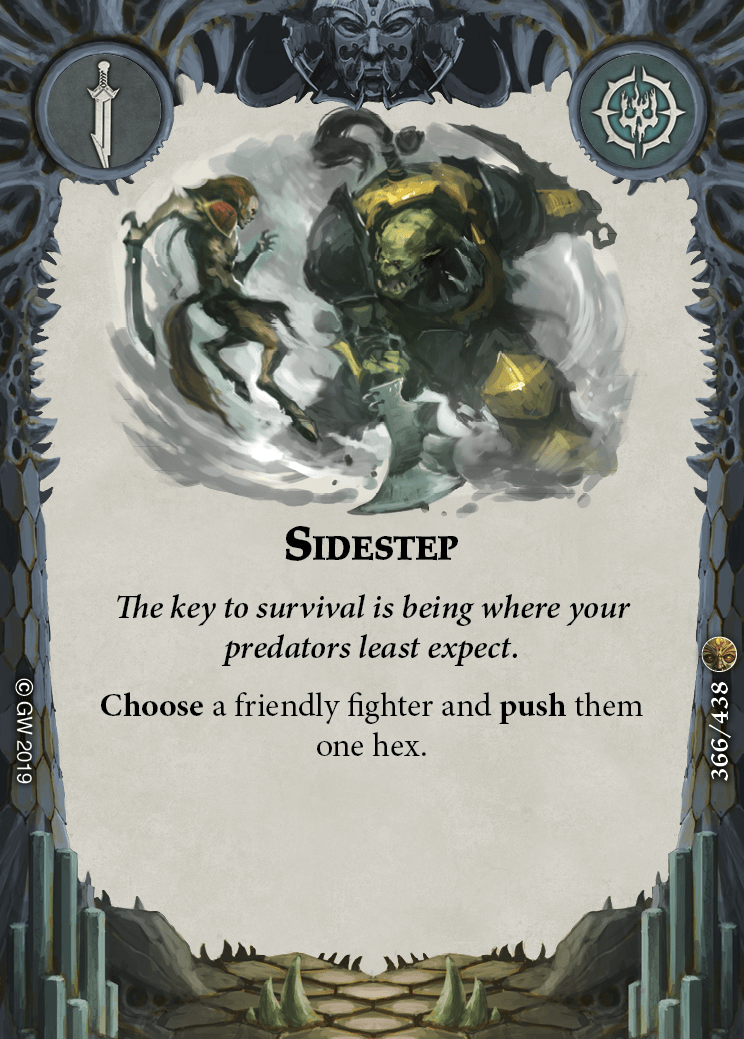 SIDESTEP
The key to survival is being where your
predators least expect.
Choose a friendly fighter and push them
one hex.
© GW 2019
366/438